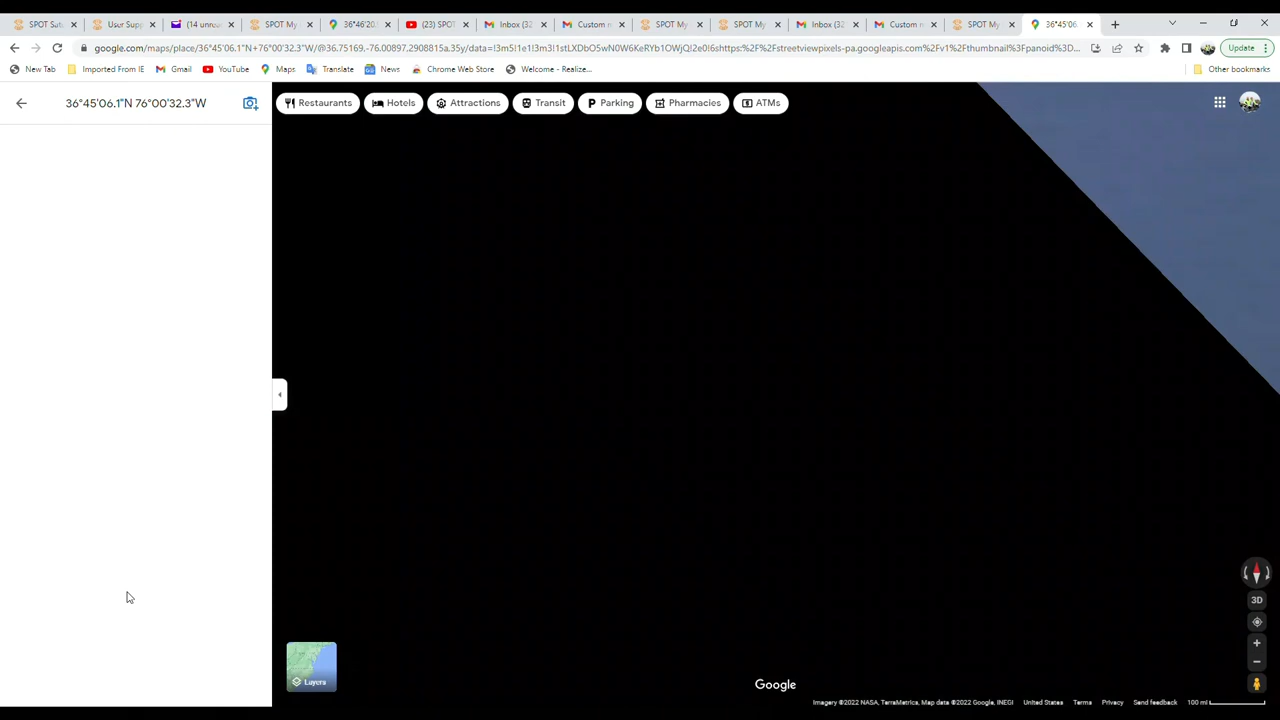 SPOT Sat
User Supp
(14 unrea
SPOT My
36°46'20.
(23) SPOT
Inbox (32
Custom m
SPOT My
SPOT My
Inbox (32
Custom m
SPOT My
36°45'06.
google.com/maps/place/36°45'06.1"N+76°00'32.3"W/@36.75169,-76.00897,2908815a,35y/data=!3m5!1e1!3m3!1stLXDbO5wN0W6KeRYb1OWjQ!2e0!6shttps:%2F%2Fstreetviewpixels-pa.googleapis.com%2Fv1%2Fthumbnail%3Fpanoid%3D...
Update
New Tab
Imported From IE
Gmail
YouTube
Maps
Translate
News
Chrome Web Store
Welcome - Realize...
Other bookmarks
36°45'06.1"N 76°00'32.3"W
Restaurants
Hotels
Attractions
Transit
Parking
Pharmacies
ATMs
3D
Layers
Google
Imagery ©2022 NASA, TerraMetrics, Map data ©2022 Google, INEGI
United States
Terms
Privacy
Send feedback
100 mi